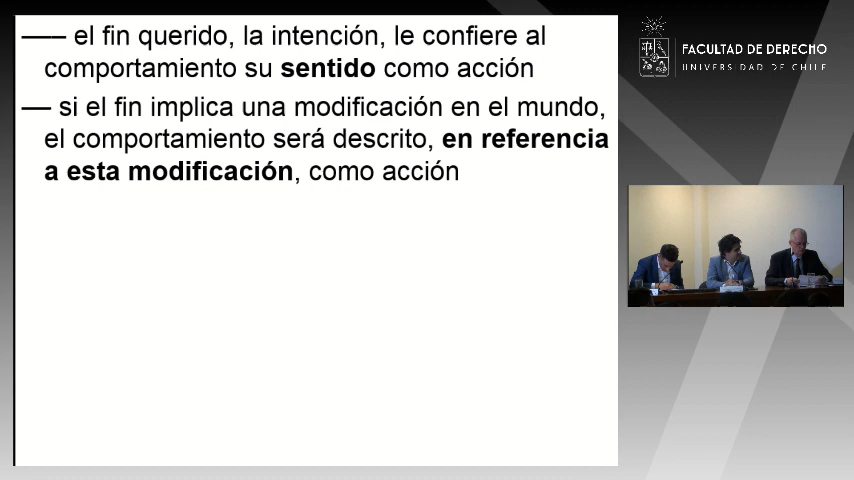 —–– el fin querido, la intención, le confiere al
comportamiento su sentido como acción
–– si el fin implica una modificación en el mundo,
el comportamiento será descrito, en referencia
a esta modificación, como acción
FACULTAD DE DERECHO
UNIVERSIDAD DE CHILE